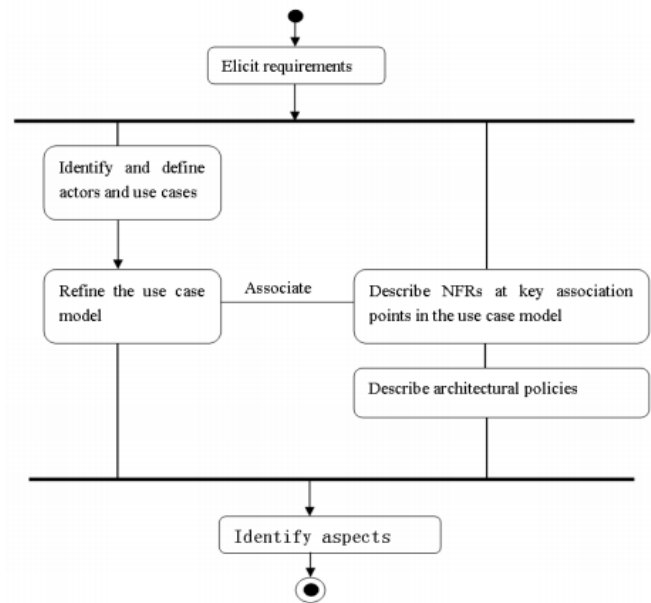 Elicit requirements
Identify and define
actors and use cases
Refine the use case
model
Associate
Describe NFRs at key association
points in the use case model
Describe architectural policies
Identify aspects